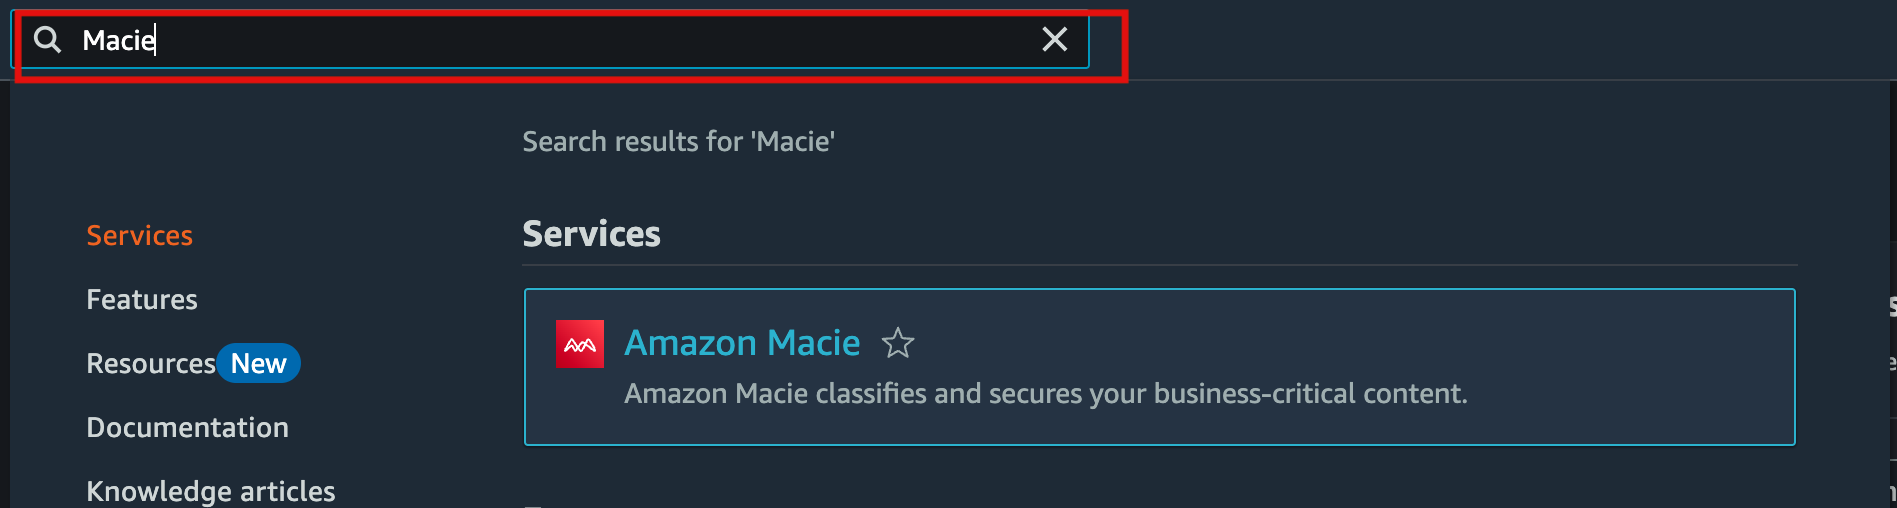 Macie
Search results for 'Macie'
Services
Features
Resources New
Documentation
Knowledge articles
Services
Amazon Macie
Amazon Macie classifies and secures your business-critical content.